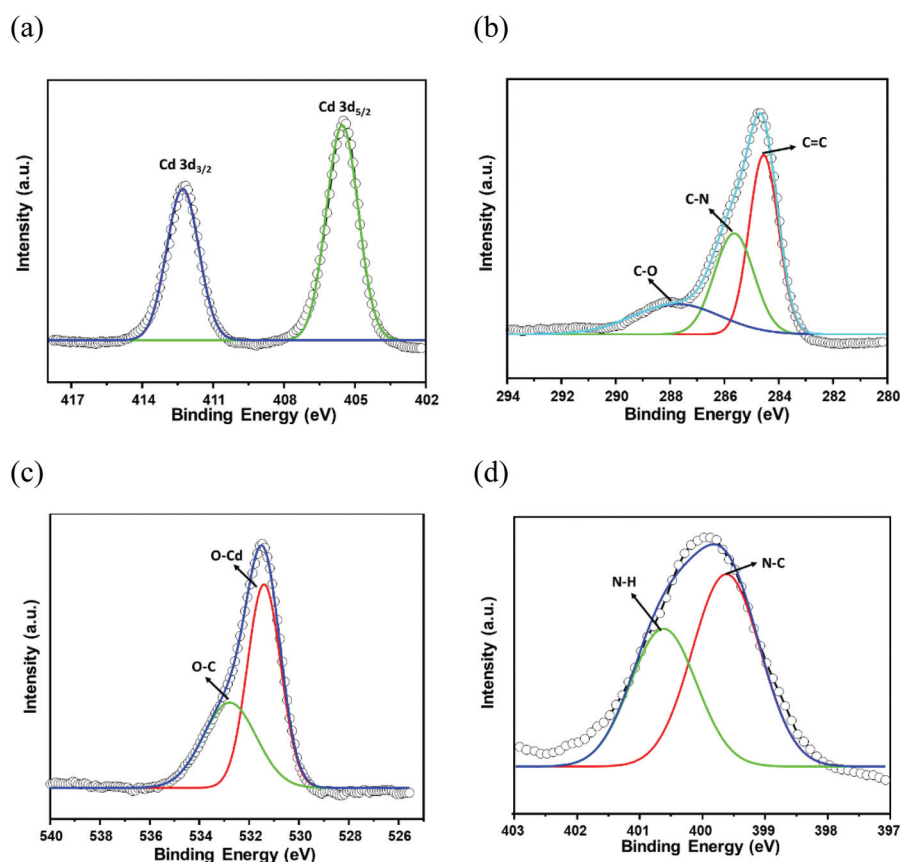 (a)
Cd 3d3/2
Cd 3d5/2
Intensity (a.u.)
417 414 411 408 405 402
Binding Energy (eV)
(b)
C=C
C-N
C-O
Intensity (a.u.)
294 292 290 288 286 284 282 280
Binding Energy (eV)
(c)
O-Cd
O-C
Intensity (a.u.)
540 538 536 534 532 530 528 526
Binding Energy (eV)
(d)
N-H
N-C
Intensity (a.u.)
403 402 401 400 399 398 397
Binding Energy (eV)